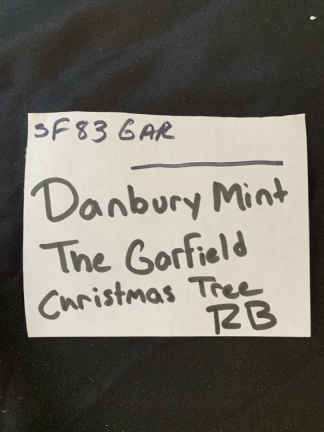 SF83 GAR
Danbury Mint
The Garfield
Christmas Tree
RB